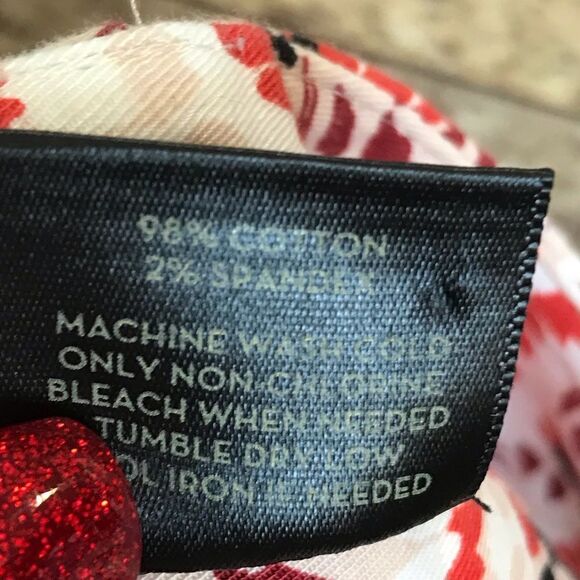 98% COTTON
2% SPANDEX
MACHINE WASH COLD
ONLY NON-CHLORINE
BLEACH WHEN NEEDED
TUMBLE DRY LOW
OOL IRON IF NEEDED